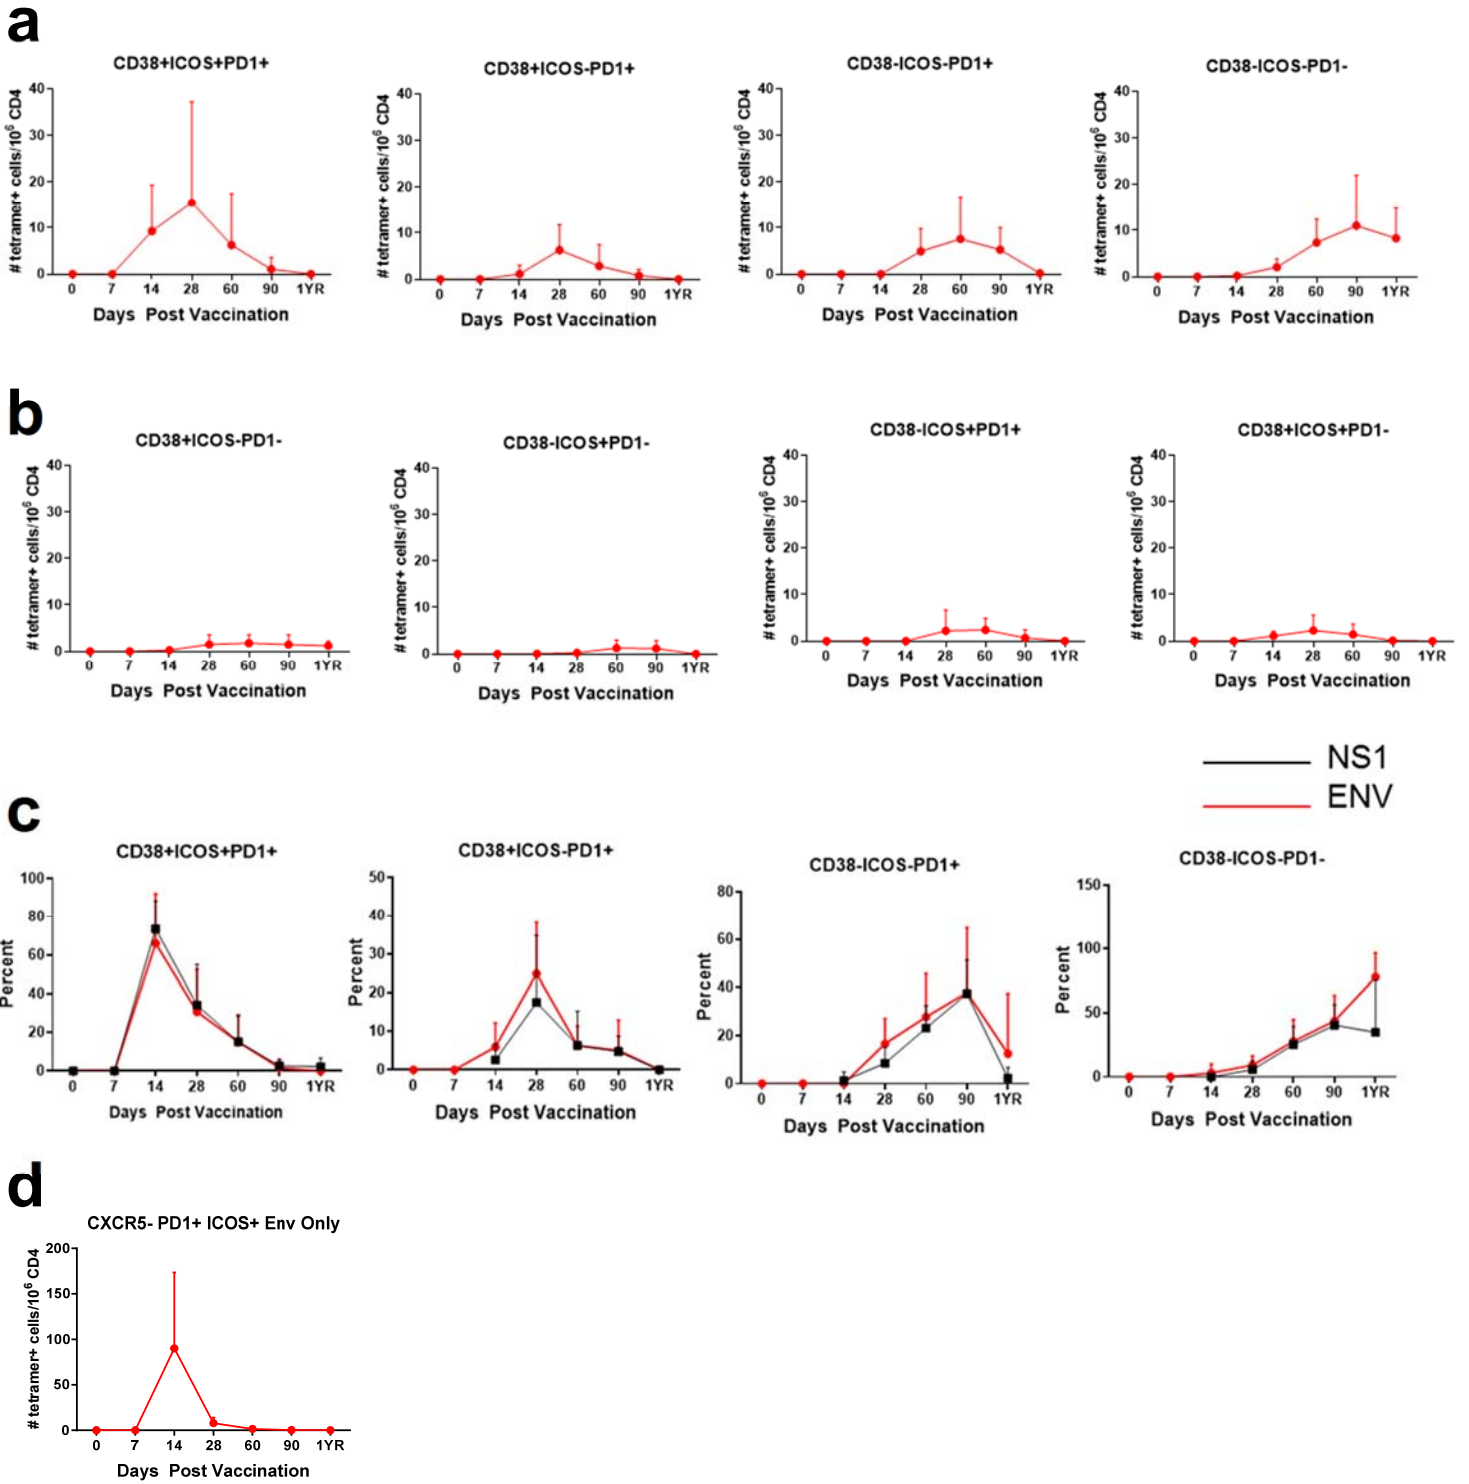 a
CD38+ICOS+PD1+
# tetramer+ cells/10⁶ CD4
40
30
20
10
0
0 7 14 28 60 90 1YR
Days Post Vaccination
CD38+ICOS-PD1+
# tetramer+ cells/10⁶ CD4
40
30
20
10
0
0 7 14 28 60 90 1YR
Days Post Vaccination
CD38-ICOS-PD1+
# tetramer+ cells/10⁶ CD4
40
30
20
10
0
0 7 14 28 60 90 1YR
Days Post Vaccination
CD38-ICOS-PD1-
# tetramer+ cells/10⁶ CD4
40
30
20
10
0
0 7 14 28 60 90 1YR
Days Post Vaccination
b
CD38+ICOS-PD1-
# tetramer+ cells/10⁶ CD4
40
30
20
10
0
0 7 14 28 60 90 1YR
Days Post Vaccination
CD38-ICOS+PD1-
# tetramer+ cells/10⁶ CD4
40
30
20
10
0
0 7 14 28 60 90 1YR
Days Post Vaccination
CD38-ICOS+PD1+
# tetramer+ cells/10⁶ CD4
40
30
20
10
0
0 7 14 28 60 90 1YR
Days Post Vaccination
CD38+ICOS+PD1-
# tetramer+ cells/10⁶ CD4
40
30
20
10
0
0 7 14 28 60 90 1YR
Days Post Vaccination
NS1
ENV
c
CD38+ICOS+PD1+
Percent
100
80
60
40
20
0
0 7 14 28 60 90 1YR
Days Post Vaccination
CD38+ICOS-PD1+
Percent
50
40
30
20
10
0
0 7 14 28 60 90 1YR
Days Post Vaccination
CD38-ICOS-PD1+
Percent
80
60
40
20
0
0 7 14 28 60 90 1YR
Days Post Vaccination
CD38-ICOS-PD1-
Percent
150
100
50
0
0 7 14 28 60 90 1YR
Days Post Vaccination
d
CXCR5- PD1+ ICOS+ Env Only
# tetramer+ cells/10⁶ CD4
200
150
100
50
0
0 7 14 28 60 90 1YR
Days Post Vaccination